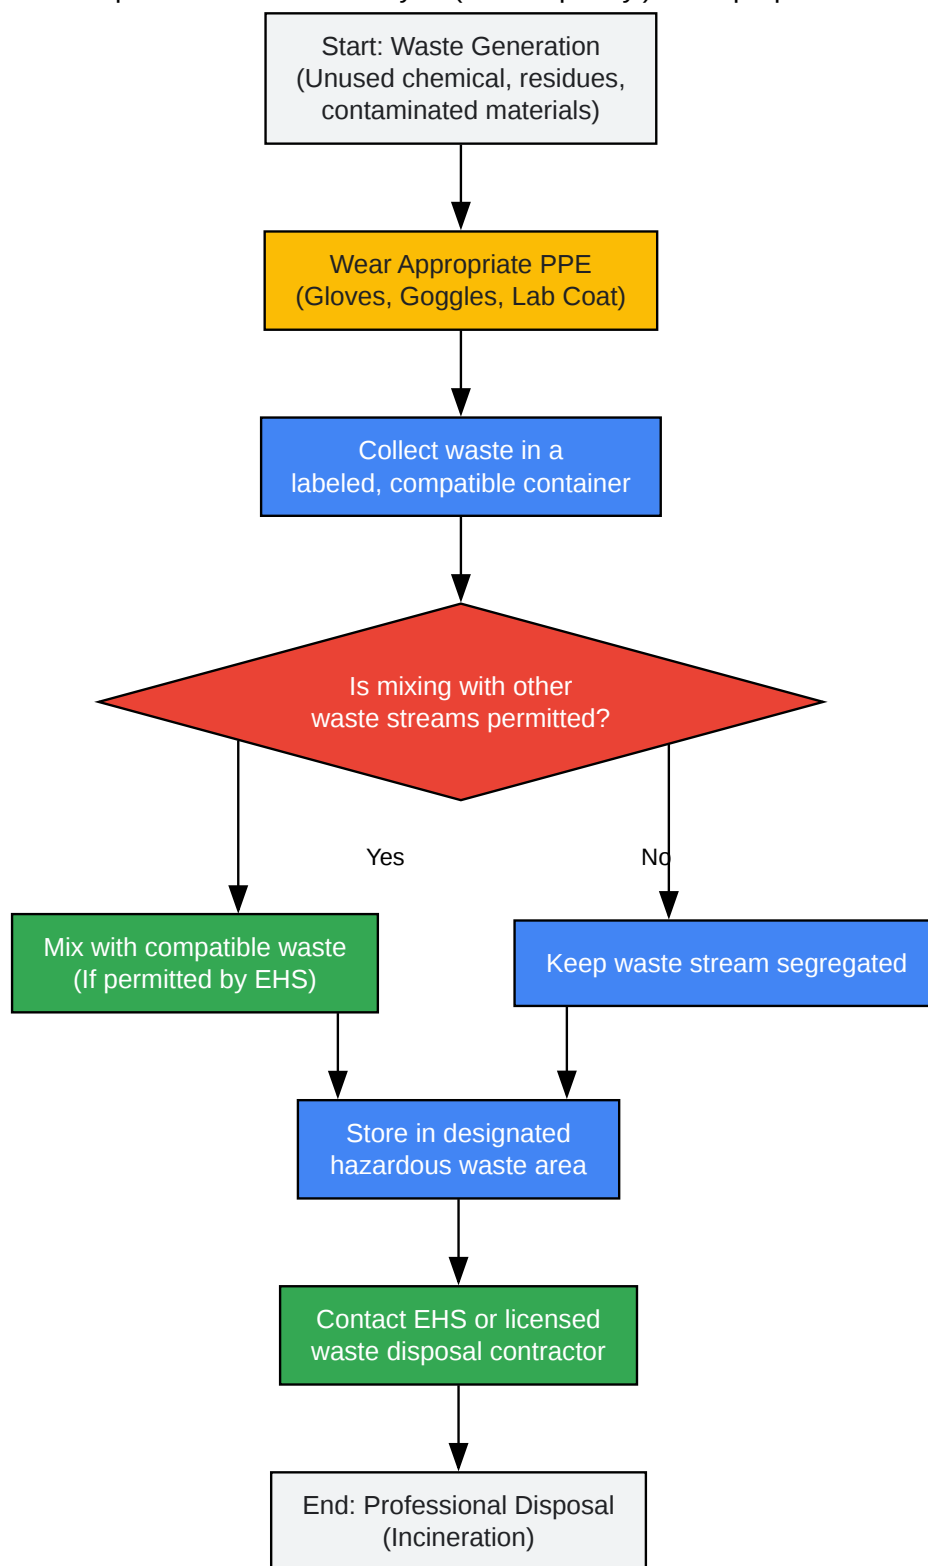 Start: Waste Generation
(Unused chemical, residues,
contaminated materials)
Wear Appropriate PPE
(Gloves, Goggles, Lab Coat)
Collect waste in a
labeled, compatible container
Is mixing with other
waste streams permitted?
Yes
No
Mix with compatible waste
(If permitted by EHS)
Keep waste stream segregated
Store in designated
hazardous waste area
Contact EHS or licensed
waste disposal contractor
End: Professional Disposal
(Incineration)